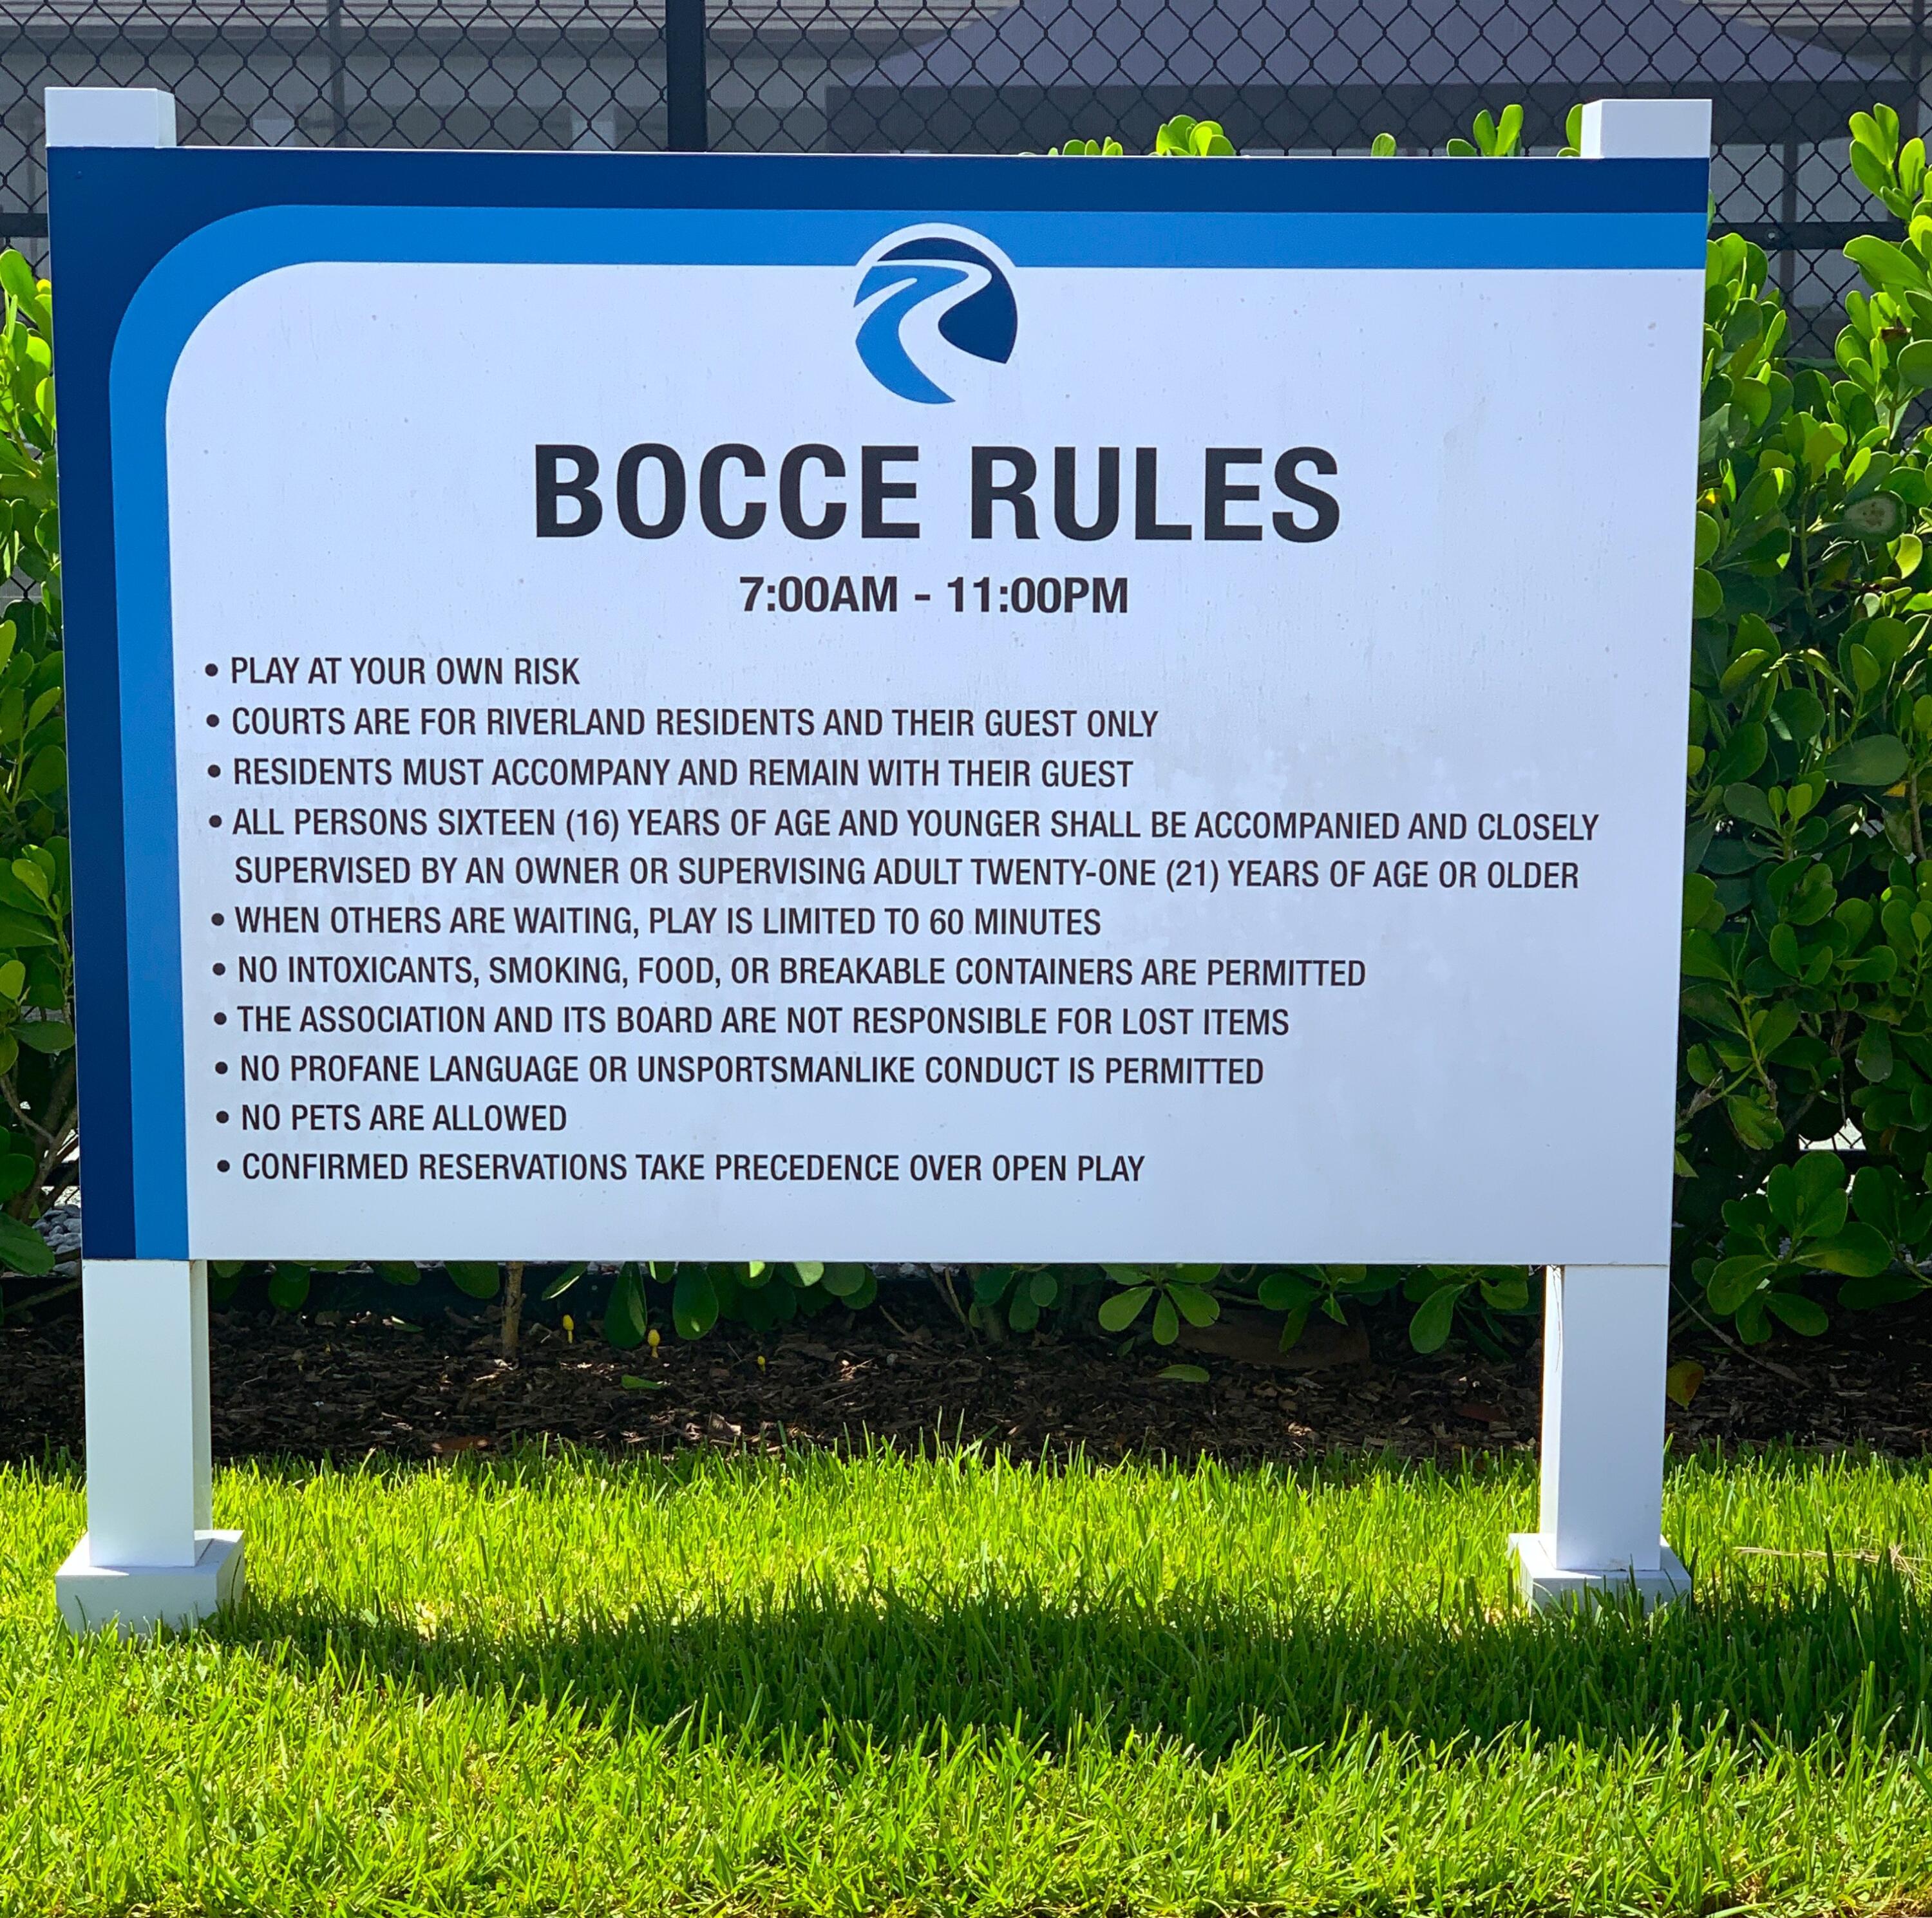 BOCCE RULES
7:00AM - 11:00PM
• PLAY AT YOUR OWN RISK
• COURTS ARE FOR RIVERLAND RESIDENTS AND THEIR GUEST ONLY
• RESIDENTS MUST ACCOMPANY AND REMAIN WITH THEIR GUEST
• ALL PERSONS SIXTEEN (16) YEARS OF AGE AND YOUNGER SHALL BE ACCOMPANIED AND CLOSELY
SUPERVISED BY AN OWNER OR SUPERVISING ADULT TWENTY-ONE (21) YEARS OF AGE OR OLDER
• WHEN OTHERS ARE WAITING, PLAY IS LIMITED TO 60 MINUTES
• NO INTOXICANTS, SMOKING, FOOD, OR BREAKABLE CONTAINERS ARE PERMITTED
• THE ASSOCIATION AND ITS BOARD ARE NOT RESPONSIBLE FOR LOST ITEMS
• NO PROFANE LANGUAGE OR UNSPORTSMANLIKE CONDUCT IS PERMITTED
• NO PETS ARE ALLOWED
• CONFIRMED RESERVATIONS TAKE PRECEDENCE OVER OPEN PLAY